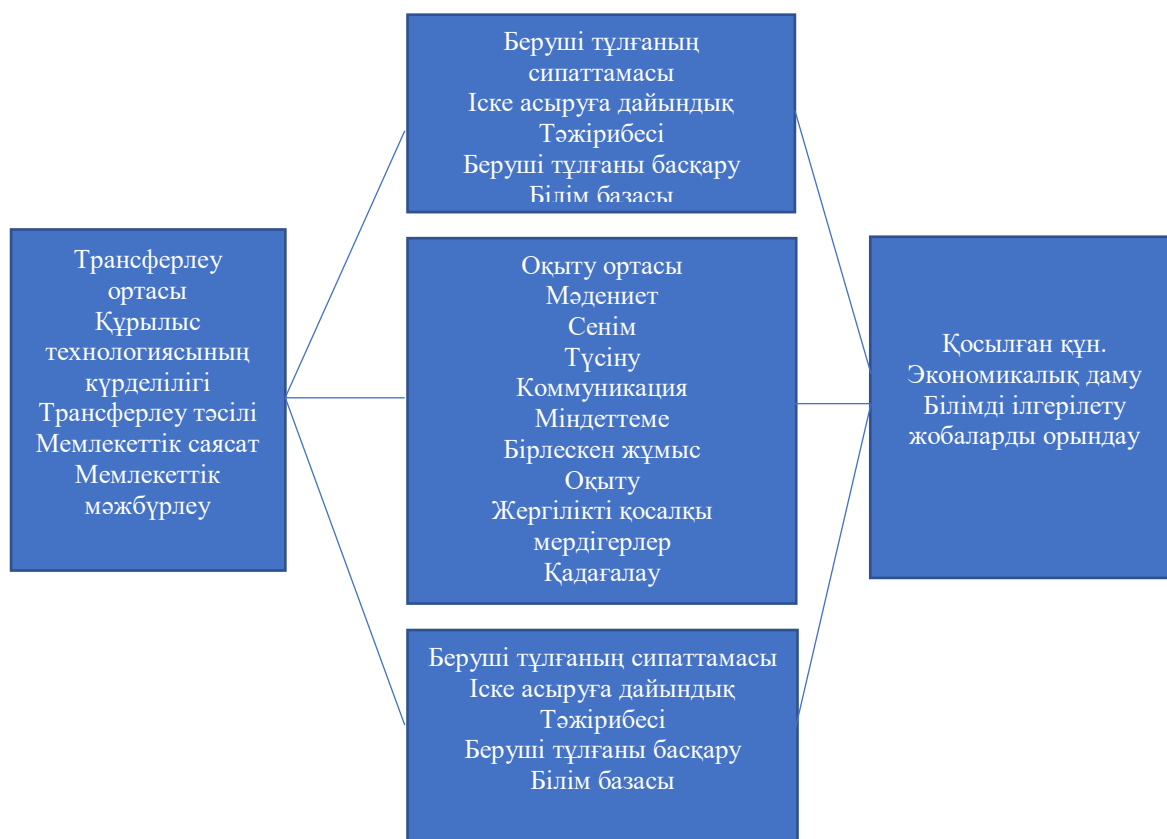 Трансферлеу
ортасы
Құрылыс
технологиясының
күрделілігі
Трансферлеу тәсілі
Мемлекеттік саясат
Мемлекеттік
мәжбүрлеу
Беруші тұлғаның
сипаттамасы
Іске асыруға дайындық
Тәжірибесі
Беруші тұлғаны басқару
Білім базасы
Оқыту ортасы
Мәдениет
Сенім
Түсіну
Коммуникация
Міндеттеме
Бірлескен жұмыс
Оқыту
Жергілікті қосалқы
мердігерлер
Қадағалау
Беруші тұлғаның сипаттамасы
Іске асыруға дайындық
Тәжірибесі
Беруші тұлғаны басқару
Білім базасы
Қосылған құн.
Экономикалық даму
Білімді ілгерілету
жобаларды орындау